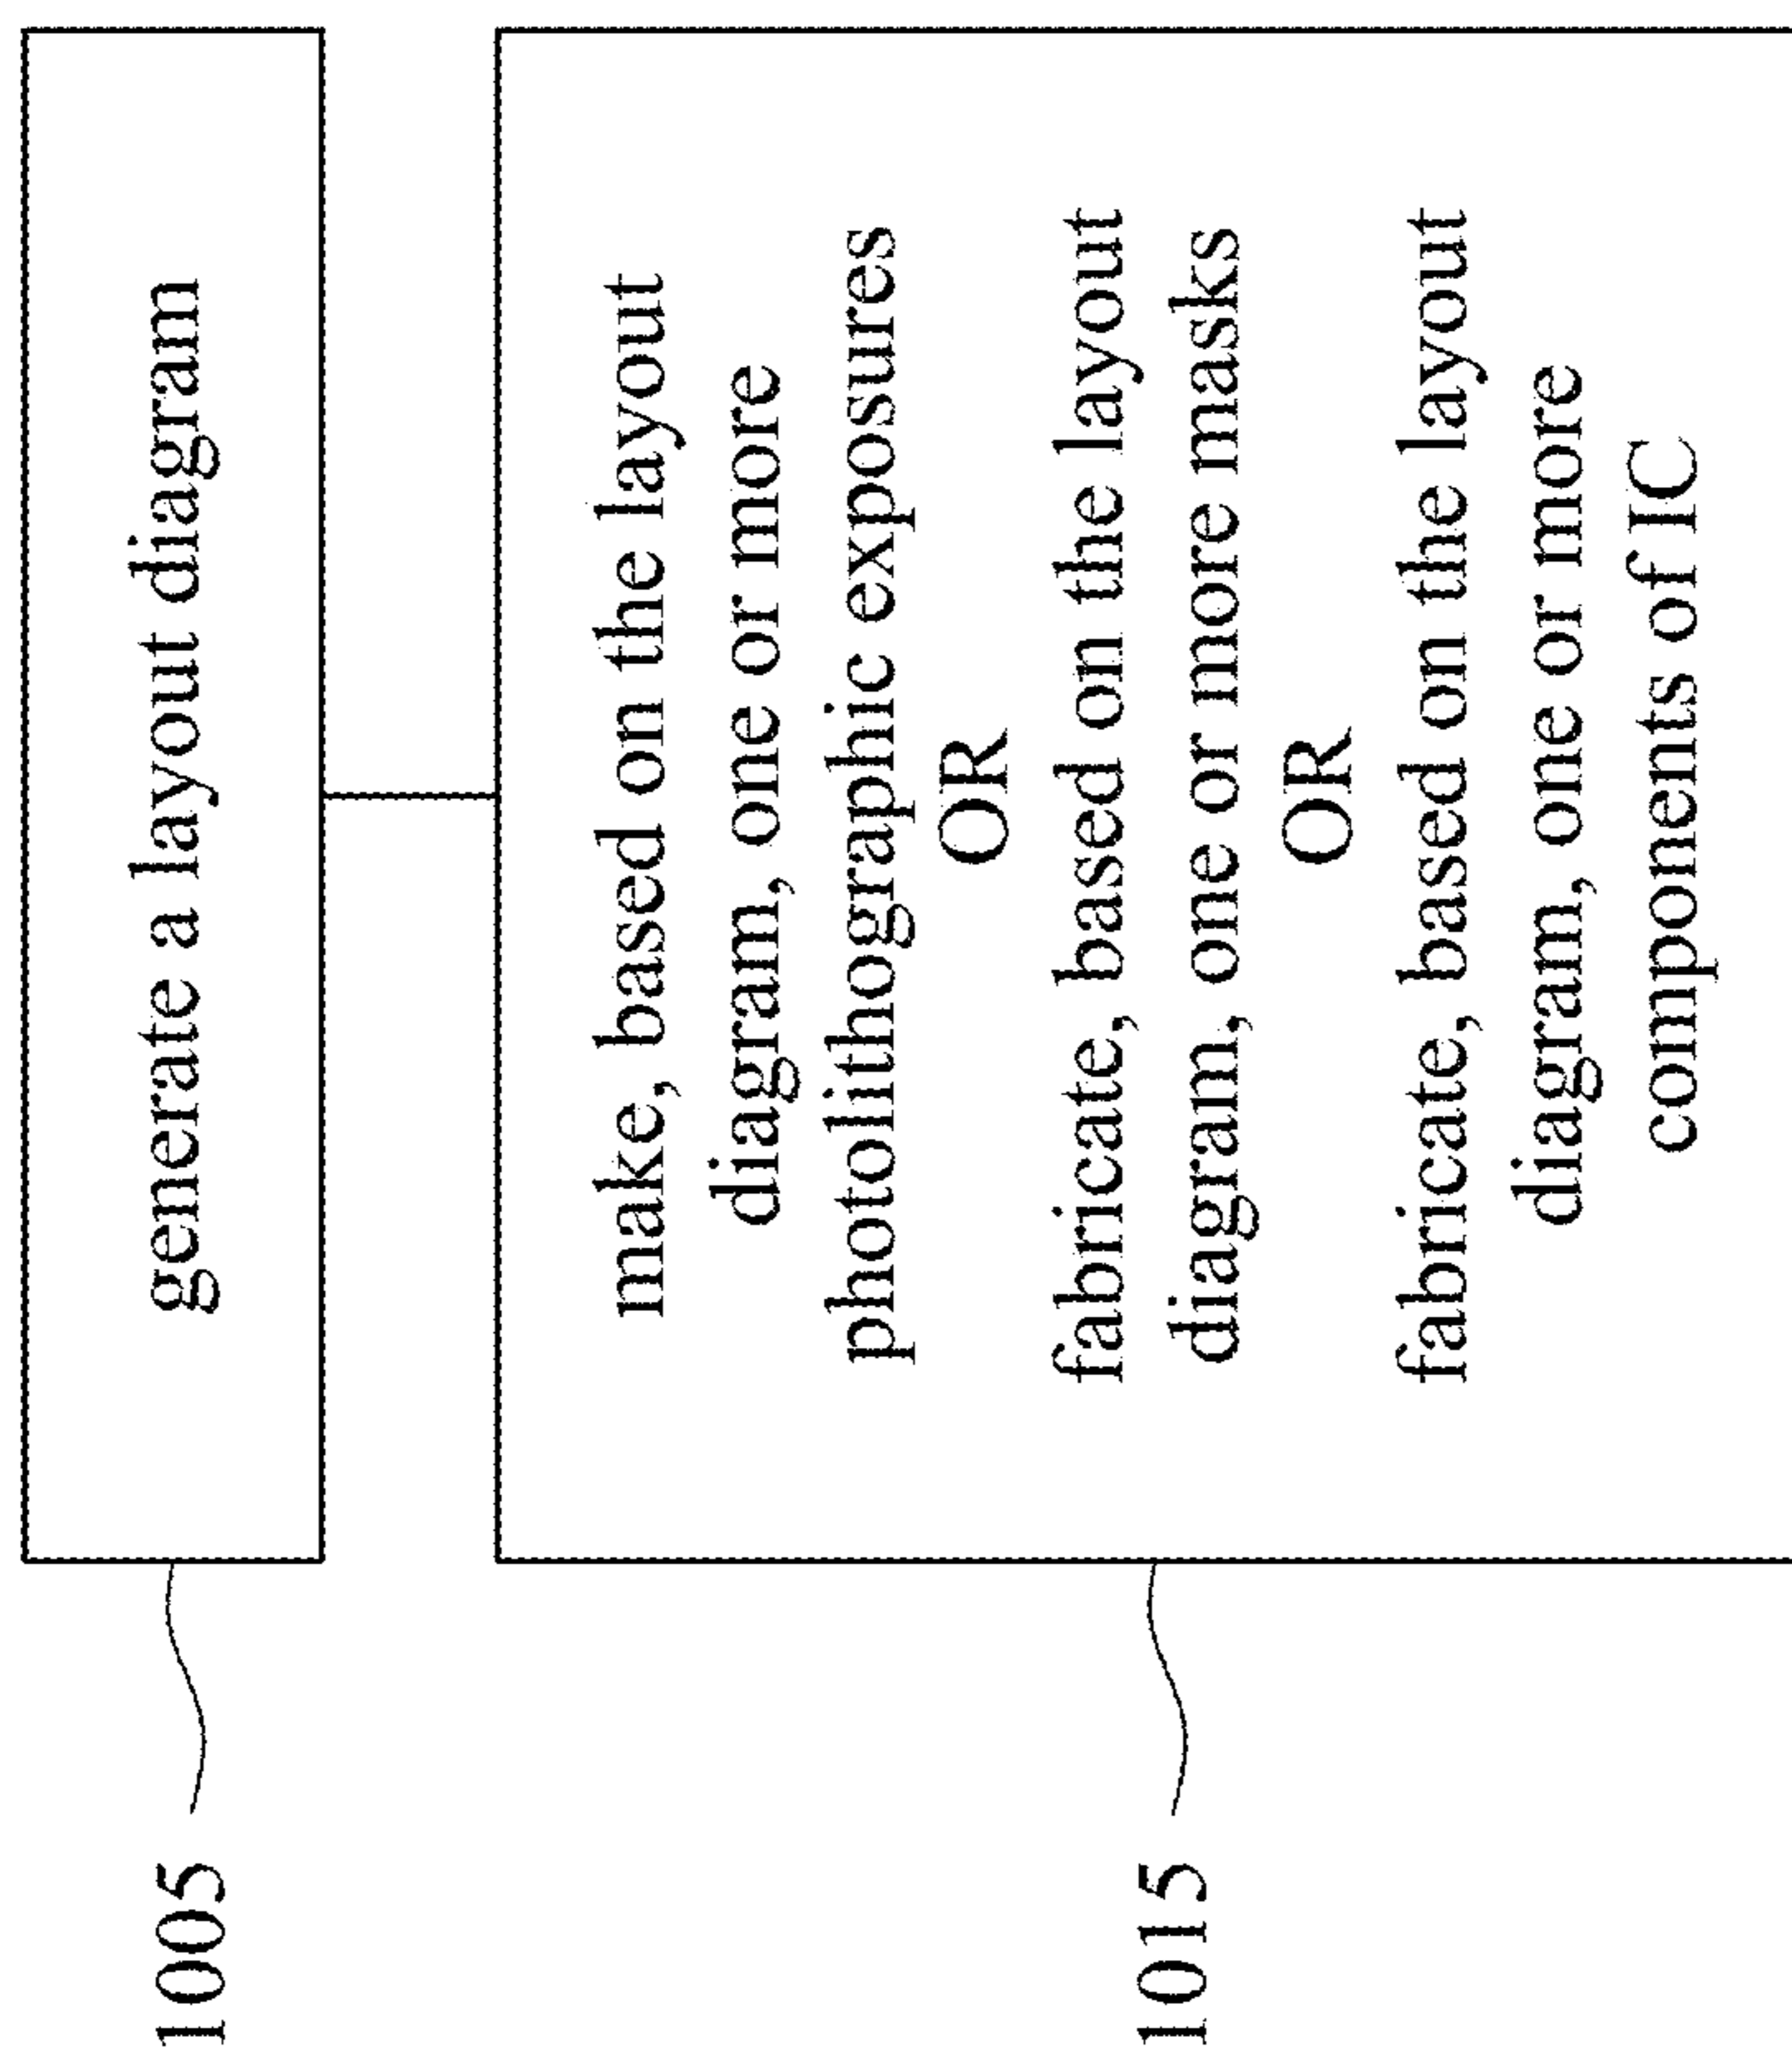 1005
generate a layout diagram
1015
make, based on the layout
diagram, one or more
photolithographic exposures
OR
fabricate, based on the layout
diagram, one or more masks
OR
fabricate, based on the layout
diagram, one or more
components of IC